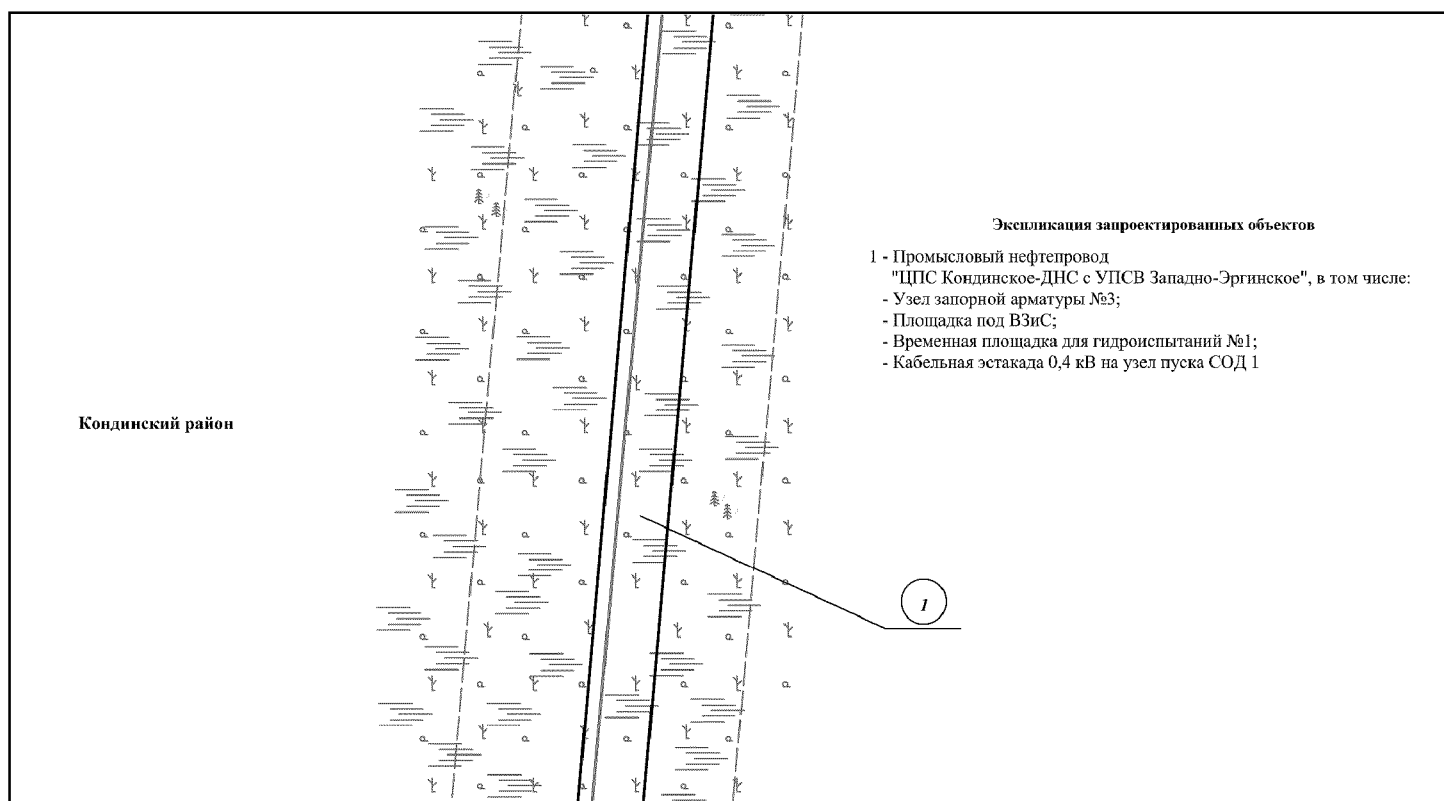 Экспликация запроектированных объектов
1 - Промысловый нефтепровод
"ЦПС Кондинское-ДНС с УПСВ Западно-Эргинское", в том числе:
- Узел запорной арматуры №3;
- Площадка под ВЗиС;
- Временная площадка для гидроиспытаний №1;
- Кабельная эстакада 0,4 кВ на узел пуска СОД 1
Кондинский район
1